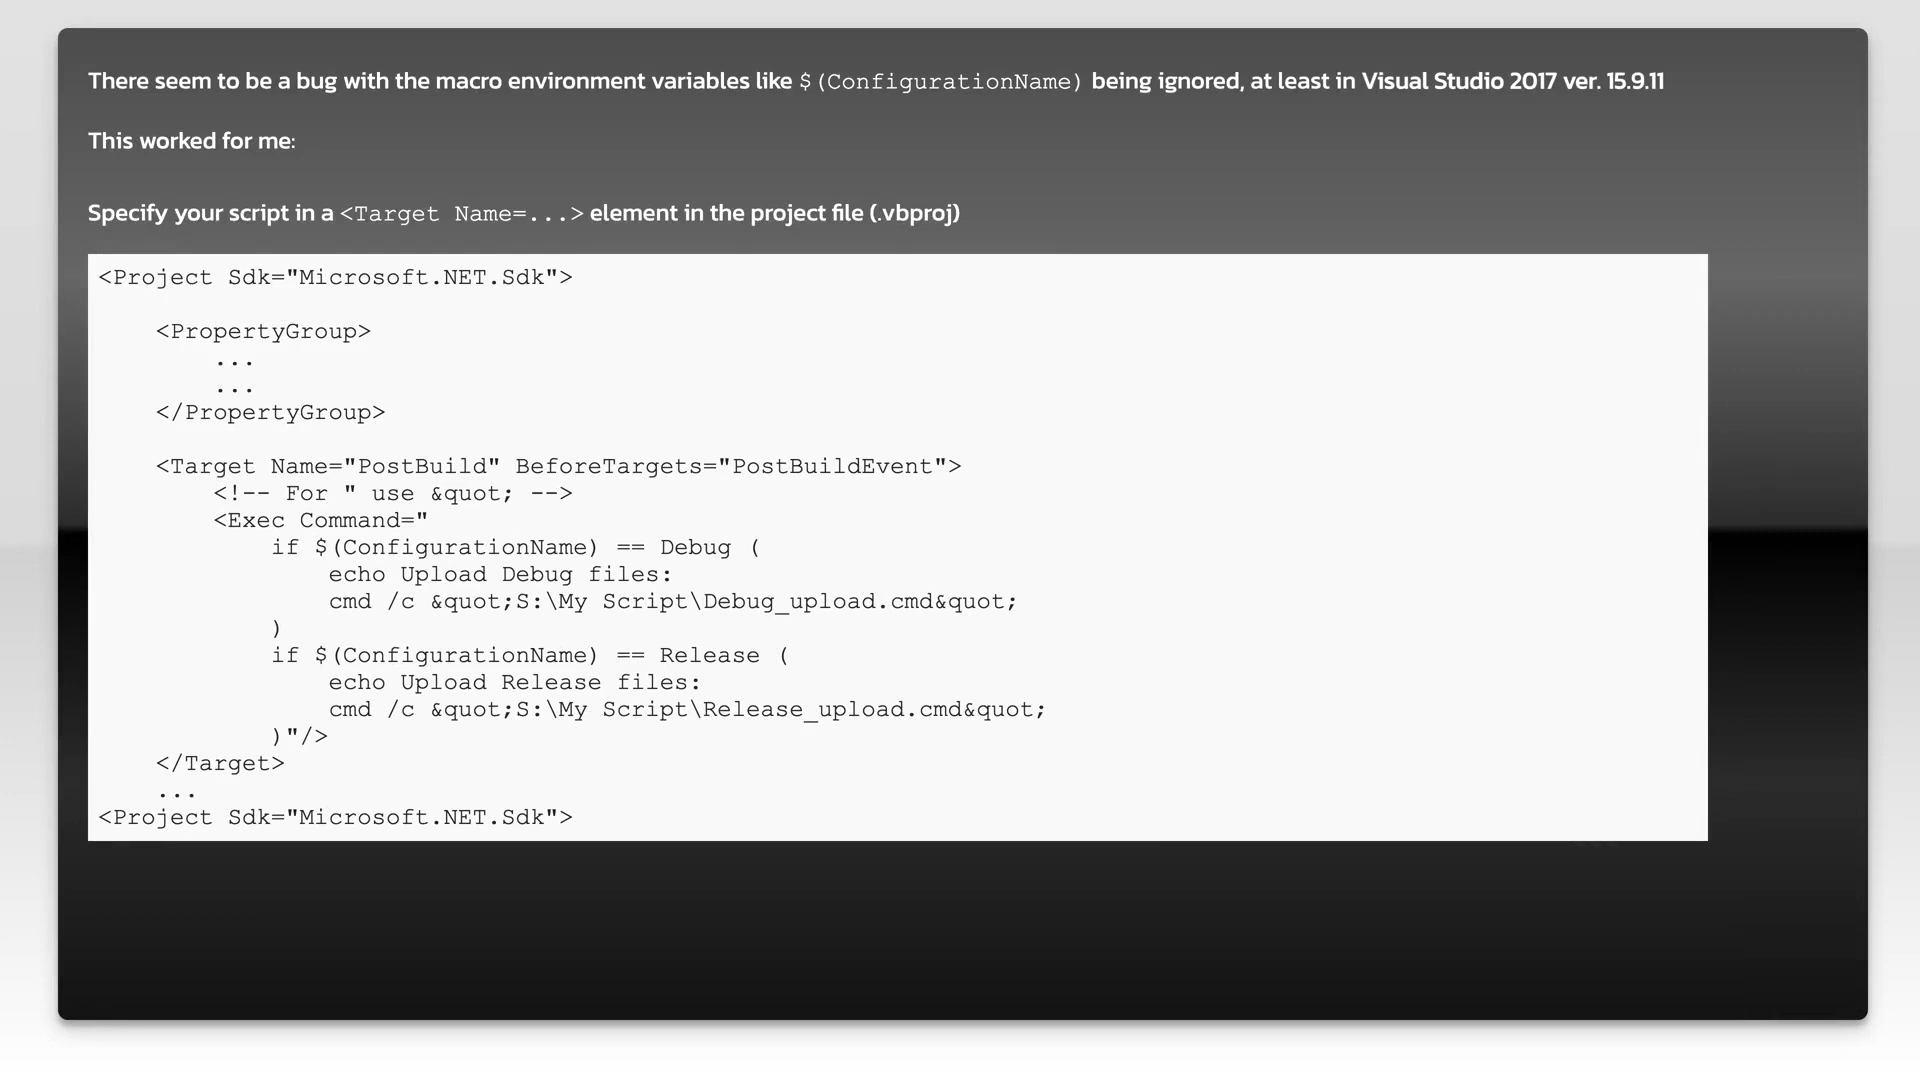 There seem to be a bug with the macro environment variables like $(ConfigurationName) being ignored, at least in Visual Studio 2017 ver. 15.9.11
This worked for me:
Specify your script in a <Target Name=...> element in the project file (.vbproj)
<Project Sdk="Microsoft.NET.Sdk">
    <PropertyGroup>
        ...
        ...
    </PropertyGroup>
    <Target Name="PostBuild" BeforeTargets="PostBuildEvent">
        <!-- For " use &quot; -->
        <Exec Command="
            if $(ConfigurationName) == Debug (
                echo Upload Debug files:
                cmd /c &quot;S:\My Script\Debug_upload.cmd&quot;
            )
            if $(ConfigurationName) == Release (
                echo Upload Release files:
                cmd /c &quot;S:\My Script\Release_upload.cmd&quot;
            )"/>
    </Target>
    ...
<Project Sdk="Microsoft.NET.Sdk">